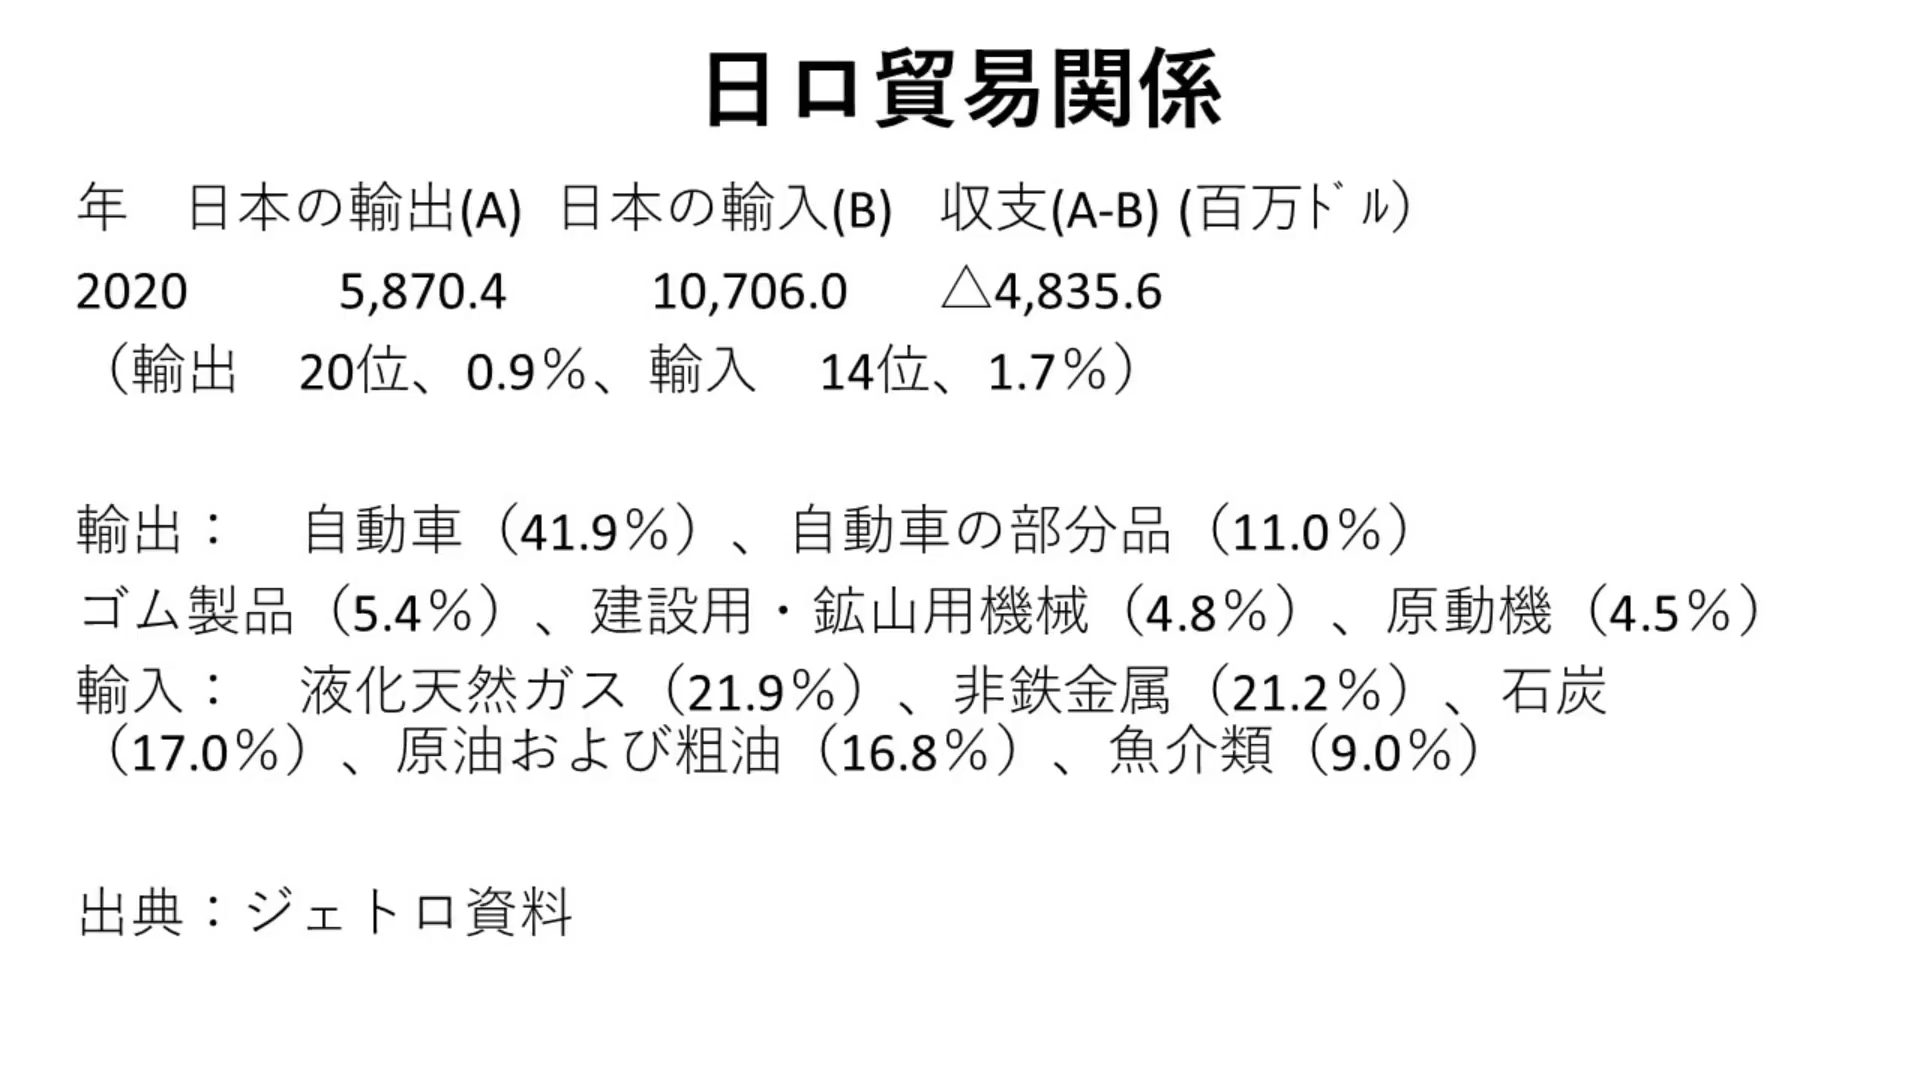 日ロ貿易関係
年　日本の輸出(A)  日本の輸入(B)　収支(A-B) (百万ﾄﾞﾙ）
2020　　　5,870.4　　　10,706.0　　△4,835.6
（輸出　20位、0.9％、輸入　14位、1.7％）
輸出：　自動車（41.9％）、自動車の部分品（11.0％）
ゴム製品（5.4％）、建設用・鉱山用機械（4.8％）、原動機（4.5％）
輸入：　液化天然ガス（21.9％）、非鉄金属（21.2％）、石炭
（17.0％）、原油および粗油（16.8％）、魚介類（9.0％）
出典：ジェトロ資料